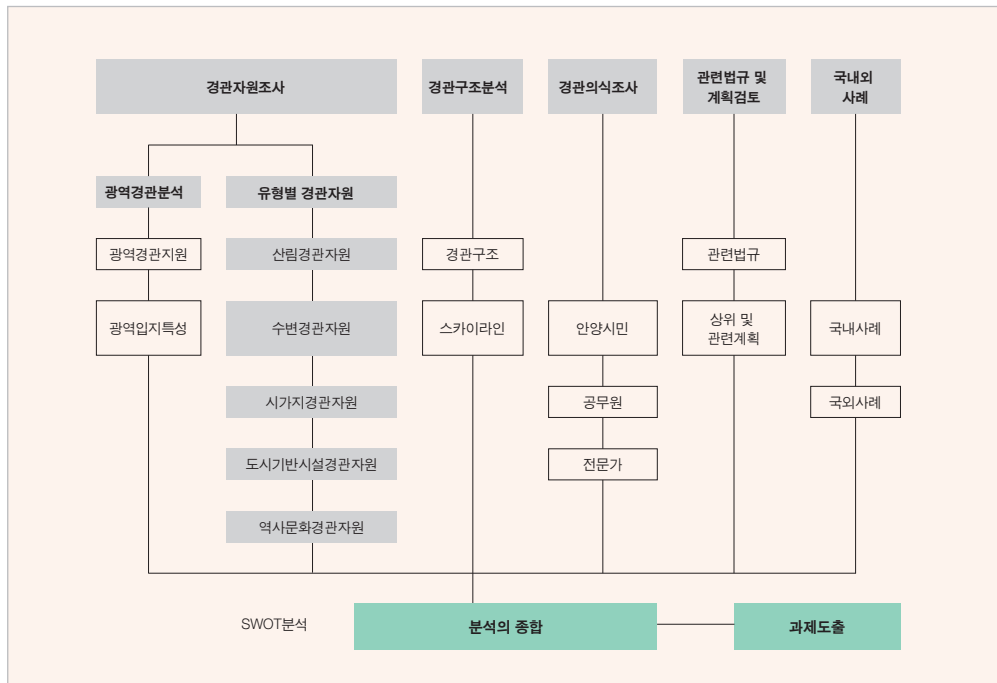 경관자원조사
경관구조분석
경관의식조사
관련법규 및
계획검토
국내외
사례
광역경관분석
유형별 경관자원
광역경관지원
산림경관자원
경관구조
관련법규
광역입지특성
수변경관자원
스카이라인
안양시민
상위 및
관련계획
국내사례
시가지경관자원
공무원
국외사례
도시기반시설경관자원
전문가
역사문화경관자원
SWOT분석
분석의 종합
과제도출